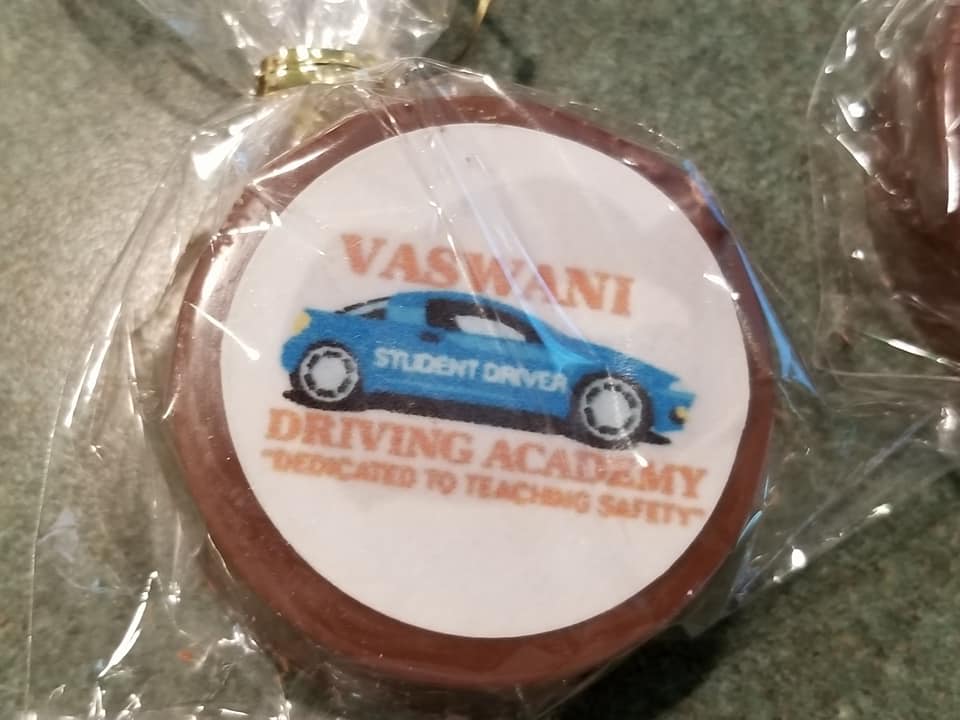 VASWANI
STUDENT DRIVER
DRIVING ACADEMY
"DEDICATED TO TEACHING SAFETY"